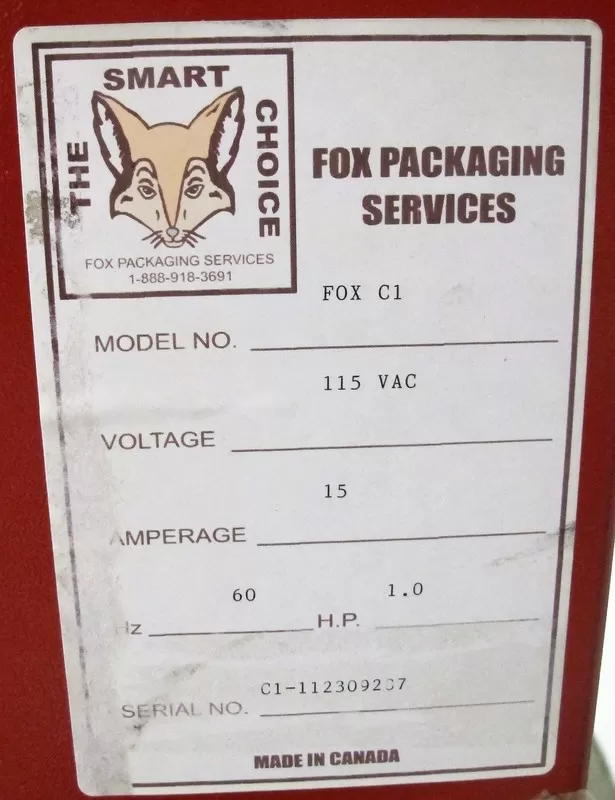 THE SMART CHOICE
FOX PACKAGING SERVICES
1-888-918-3691
FOX PACKAGING
SERVICES
FOX C1
MODEL NO.
115 VAC
VOLTAGE
15
AMPERAGE
60 1.0
Hz H.P.
SERIAL NO.
MADE IN CANADA